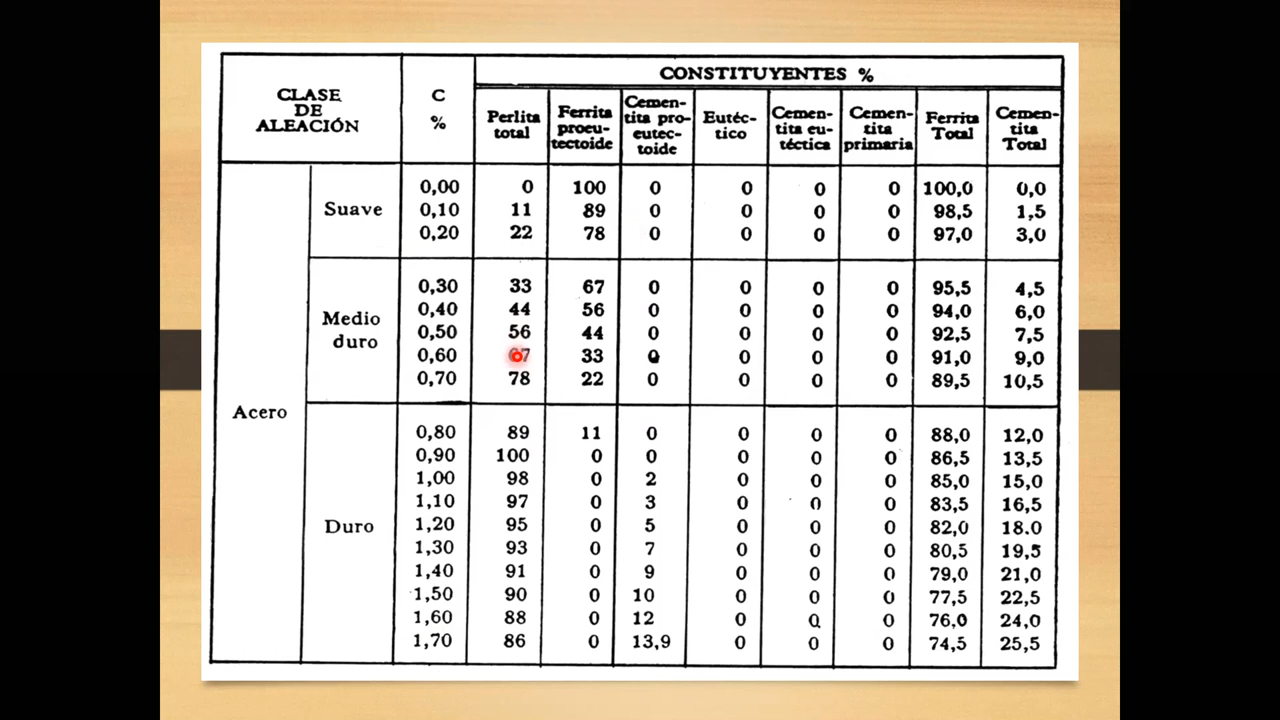 CONSTITUYENTES %
CLASE DE ALEACIÓN
C %
Perlita total
Ferrita proeu-tectoide
Cemen-tita pro-eutec-toide
Eutéc-tico
Cemen-tita eu-téctica
Cemen-tita primaria
Ferrita Total
Cemen-tita Total
Acero
Suave
0,00 0 100 0 0 0 0 100,0 0,0
0,10 11 89 0 0 0 0 98,5 1,5
0,20 22 78 0 0 0 0 97,0 3,0
Medio duro
0,30 33 67 0 0 0 0 95,5 4,5
0,40 44 56 0 0 0 0 94,0 6,0
0,50 56 44 0 0 0 0 92,5 7,5
0,60 67 33 0 0 0 0 91,0 9,0
0,70 78 22 0 0 0 0 89,5 10,5
Duro
0,80 89 11 0 0 0 0 88,0 12,0
0,90 100 0 0 0 0 0 86,5 13,5
1,00 98 0 2 0 0 0 85,0 15,0
1,10 97 0 3 0 0 0 83,5 16,5
1,20 95 0 5 0 0 0 82,0 18.0
1,30 93 0 7 0 0 0 80,5 19,5
1,40 91 0 9 0 0 0 79,0 21,0
1,50 90 0 10 0 0 0 77,5 22,5
1,60 88 0 12 0 0 0 76,0 24,0
1,70 86 0 13,9 0 0 0 74,5 25,5